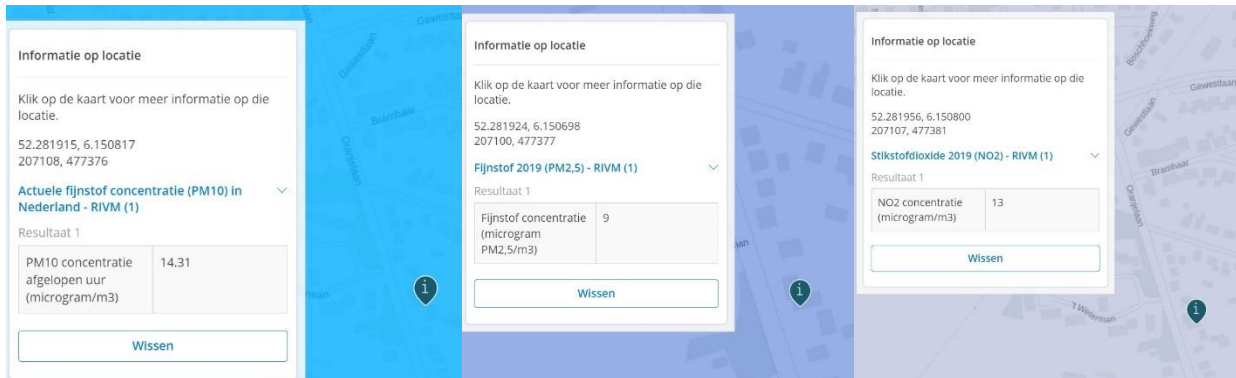 Informatie op locatie
Klik op de kaart voor meer informatie op die
locatie.
52.281915, 6.150817
207108, 477376
Actuele fijnstof concentratie (PM10) in
Nederland - RIVM (1)
Resultaat 1
PM10 concentratie 14.31
afgelopen uur
(microgram/m3)
Wissen
Gewestlaan
Bramhaar
Oranjelaan
i
Informatie op locatie
Klik op de kaart voor meer informatie op die
locatie.
52.281924, 6.150698
207100, 477377
Fijnstof 2019 (PM2,5) - RIVM (1)
Resultaat 1
Fijnstof concentratie 9
(microgram
PM2,5/m3)
Wissen
i
Informatie op locatie
Klik op de kaart voor meer informatie op die
locatie.
52.281956, 6.150800
207107, 477381
Stikstofdioxide 2019 (NO2) - RIVM (1)
Resultaat 1
NO2 concentratie 13
(microgram/m3)
Wissen
Boschhoekweg
Gewestlaan
Gewestlaan
Bramhaar
Oranjelaan
'T Weterman
i